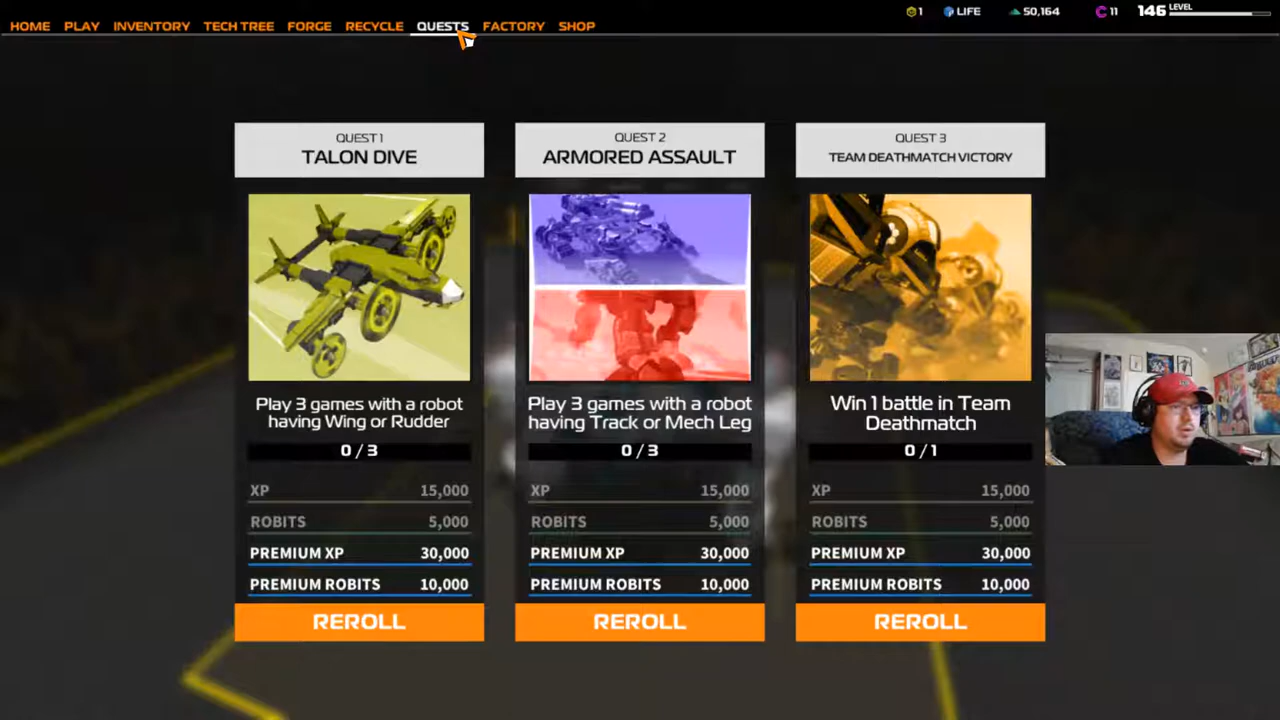 HOME PLAY INVENTORY TECH TREE FORGE RECYCLE QUESTS FACTORY SHOP 1 LIFE 50,164 11 146 LEVEL
QUEST 1
TALON DIVE
Play 3 games with a robot
having Wing or Rudder
0 / 3
XP 15,000
ROBITS 5,000
PREMIUM XP 30,000
PREMIUM ROBITS 10,000
REROLL
QUEST 2
ARMORED ASSAULT
Play 3 games with a robot
having Track or Mech Leg
0 / 3
XP 15,000
ROBITS 5,000
PREMIUM XP 30,000
PREMIUM ROBITS 10,000
REROLL
QUEST 3
TEAM DEATHMATCH VICTORY
Win 1 battle in Team
Deathmatch
0 / 1
XP 15,000
ROBITS 5,000
PREMIUM XP 30,000
PREMIUM ROBITS 10,000
REROLL